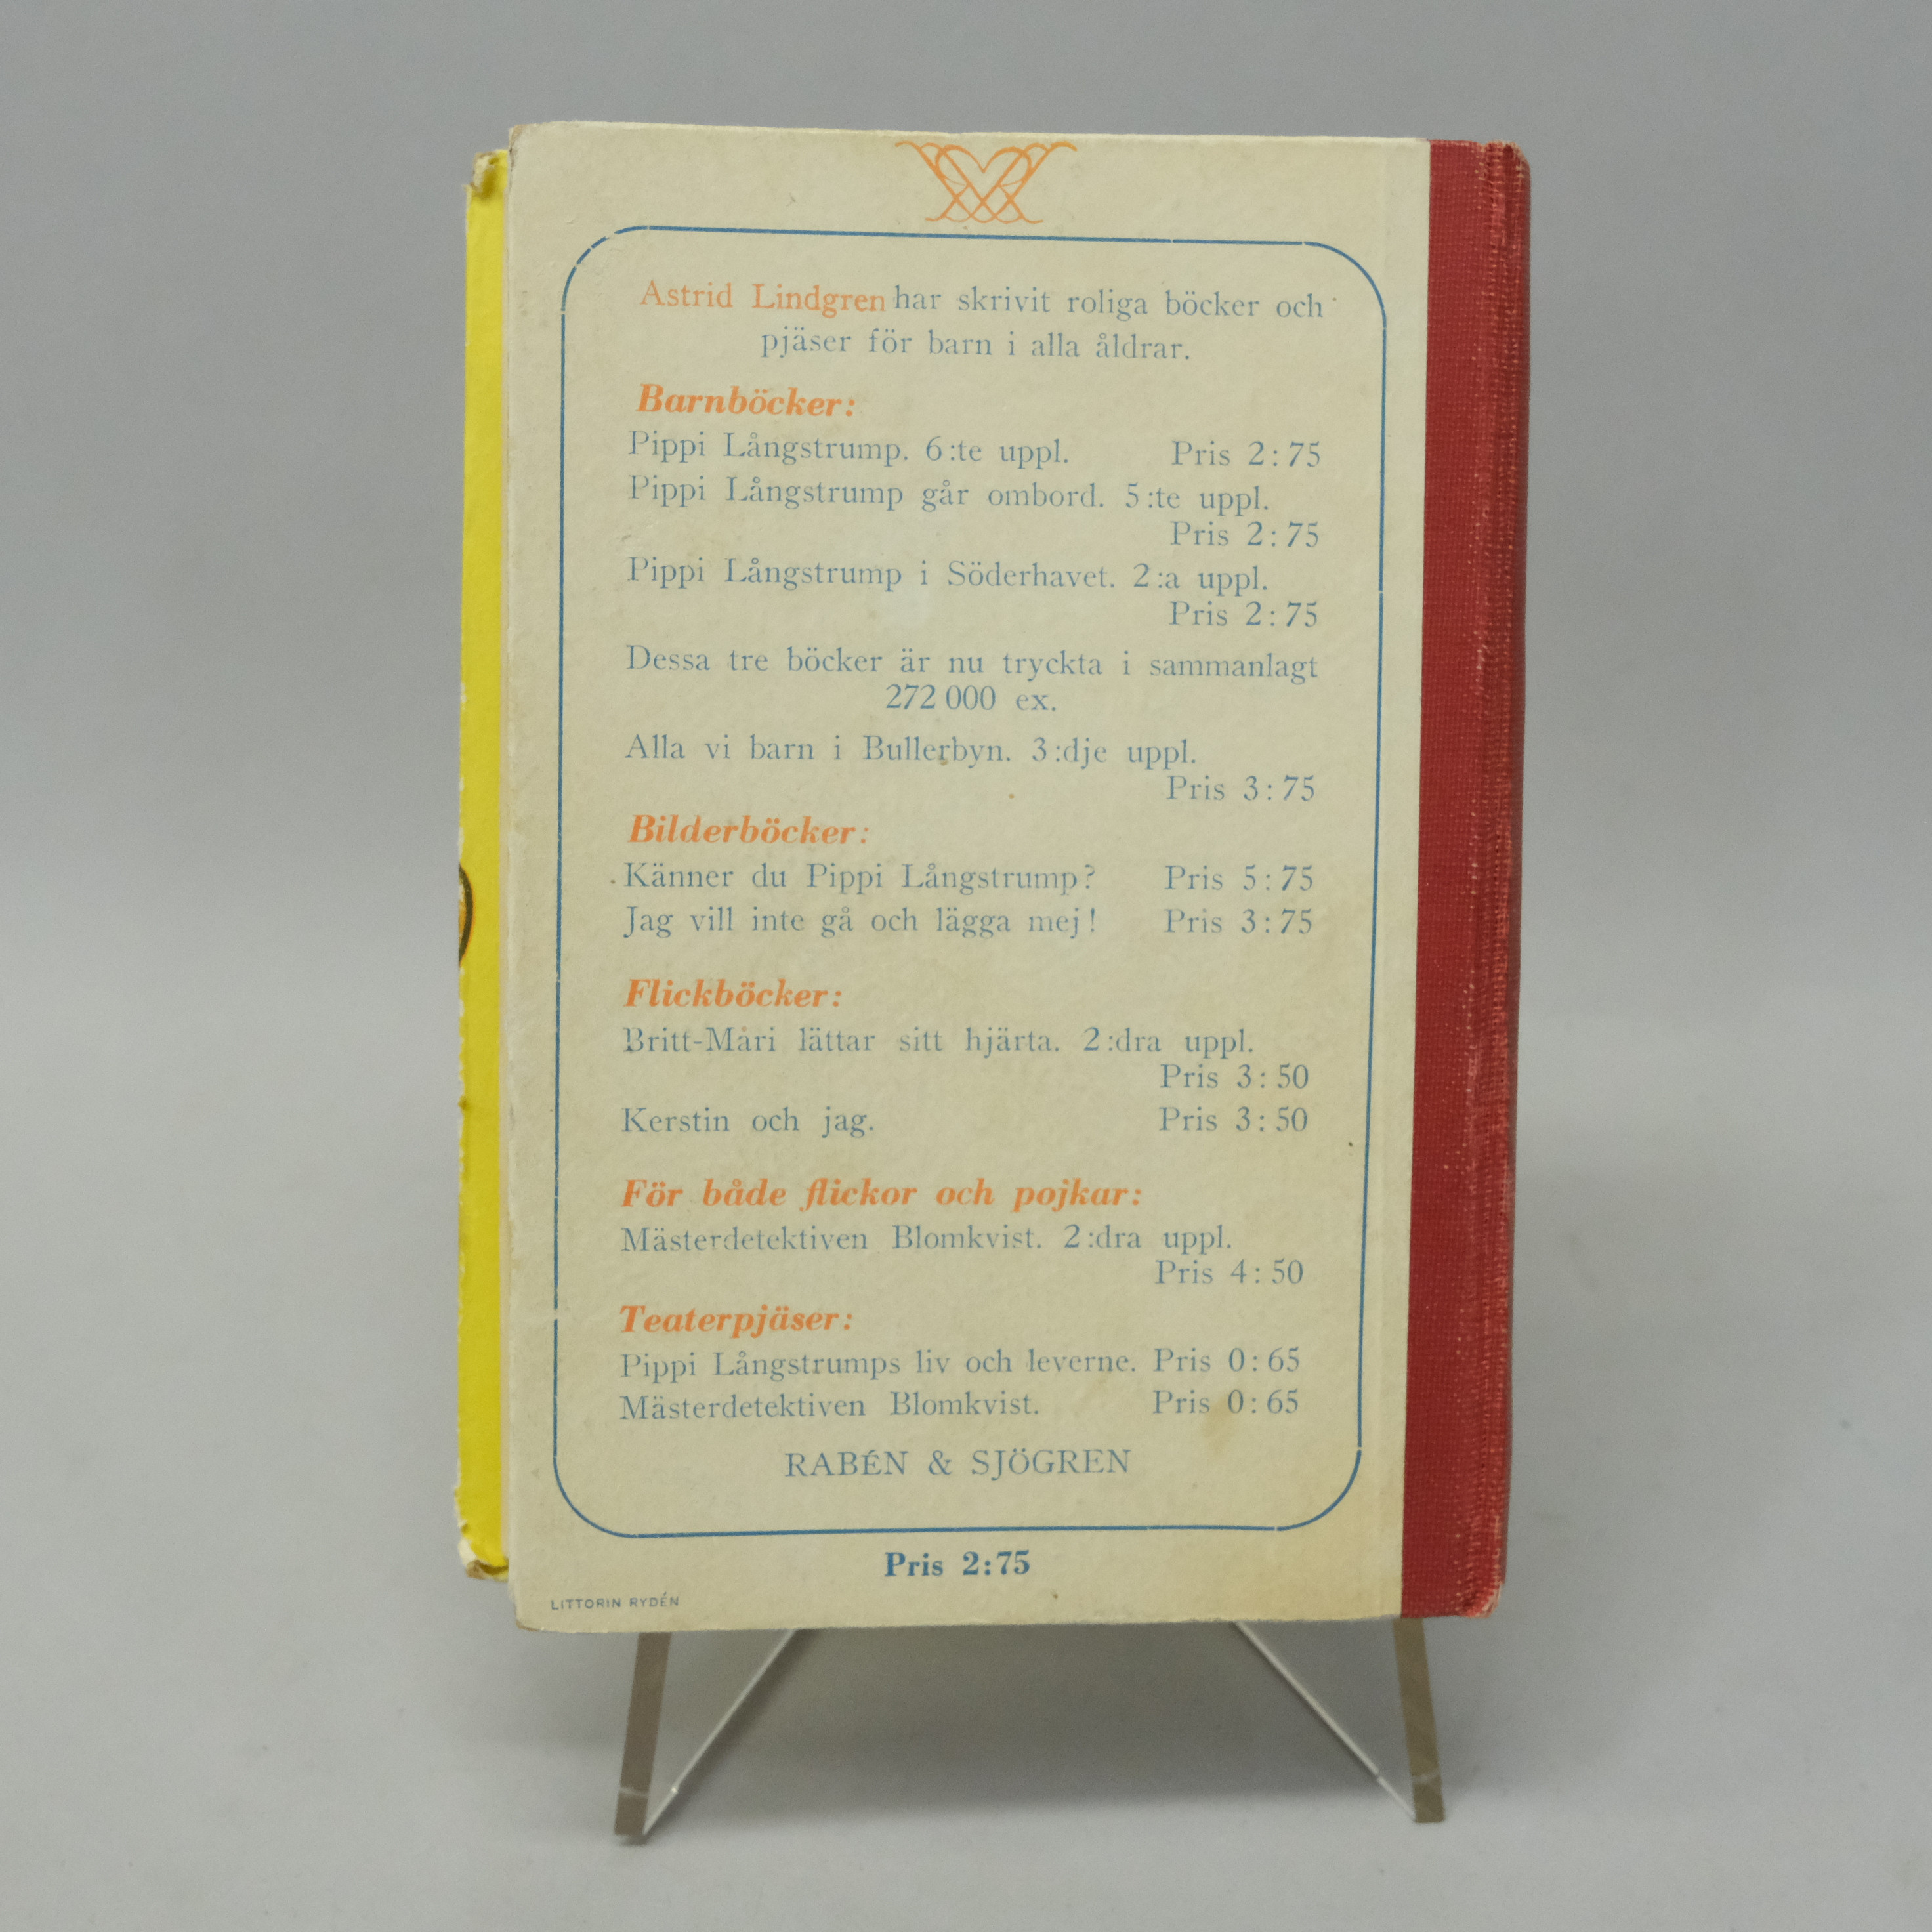 Astrid Lindgren har skrivit roliga böcker och
pjäser för barn i alla åldrar.
Barnböcker:
Pippi Långstrump. 6:te uppl. Pris 2:75
Pippi Långstrump går ombord. 5:te uppl.
Pris 2:75
Pippi Långstrump i Söderhavet. 2:a uppl.
Pris 2:75
Dessa tre böcker är nu tryckta i sammanlagt
272 000 ex.
Alla vi barn i Bullerbyn. 3:dje uppl.
Pris 3:75
Bilderböcker:
Känner du Pippi Långstrump? Pris 5:75
Jag vill inte gå och lägga mej! Pris 3:75
Flickböcker:
Britt-Mari lättar sitt hjärta. 2:dra uppl.
Pris 3:50
Kerstin och jag. Pris 3:50
För både flickor och pojkar:
Mästerdetektiven Blomkvist. 2:dra uppl.
Pris 4:50
Teaterpjäser:
Pippi Långstrumps liv och leverne. Pris 0:65
Mästerdetektiven Blomkvist. Pris 0:65
RABÉN & SJÖGREN
Pris 2:75
LITTORIN RYDÉN